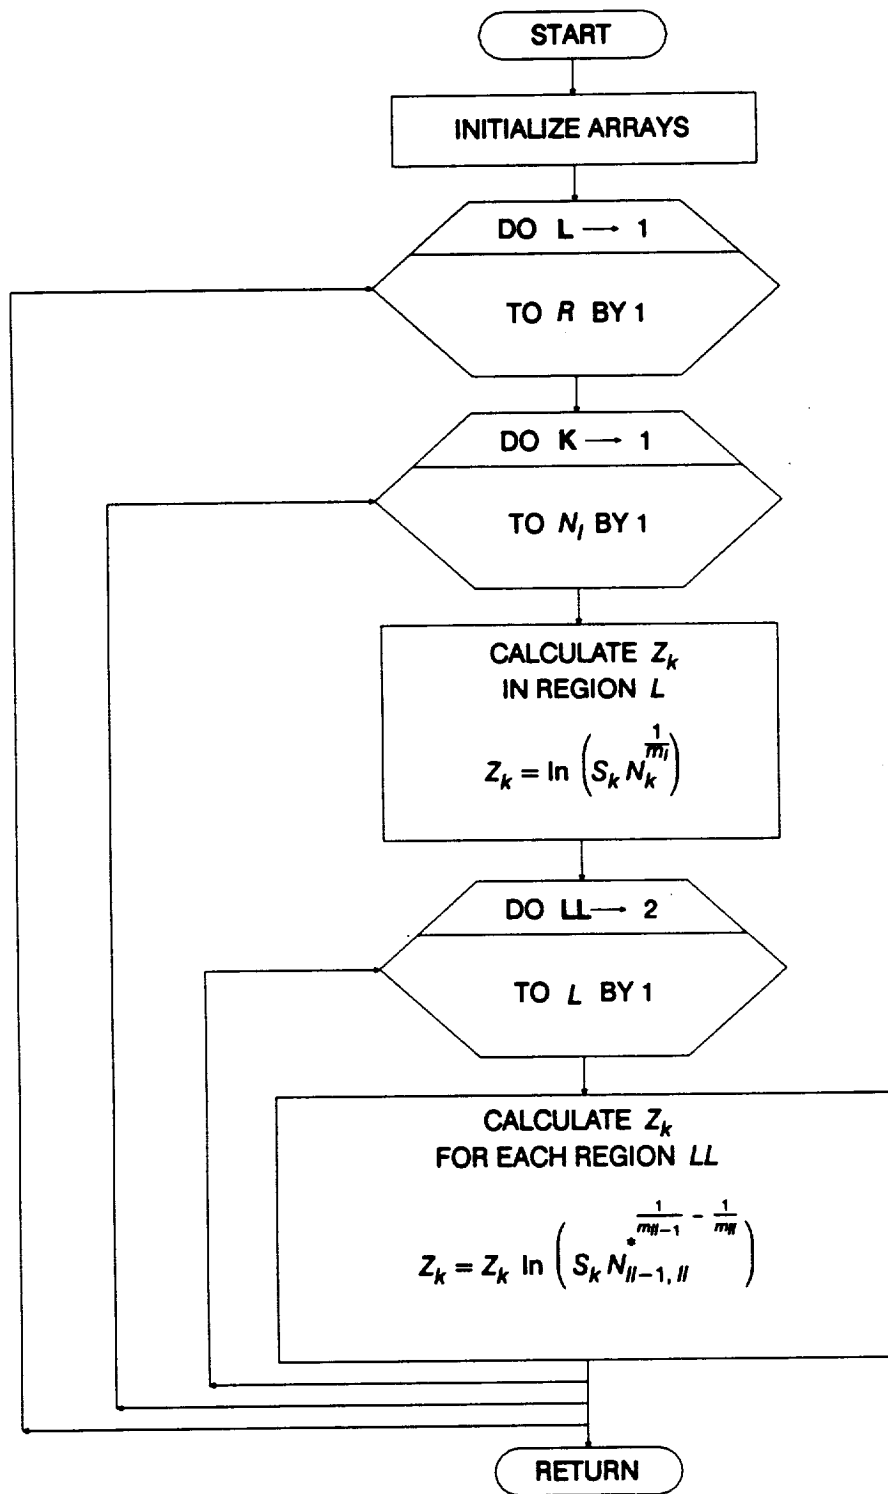 START
INITIALIZE ARRAYS
DO L → 1
TO R BY 1
DO K → 1
TO N_l BY 1
CALCULATE Z_k
IN REGION L
Z_k = ln (S_k N_k^{1/m_l})
DO LL → 2
TO L BY 1
CALCULATE Z_k
FOR EACH REGION LL
Z_k = Z_k ln (S_k N^{* 1/m_{ll-1} - 1/m_{ll}}_{ll-1, ll})
RETURN